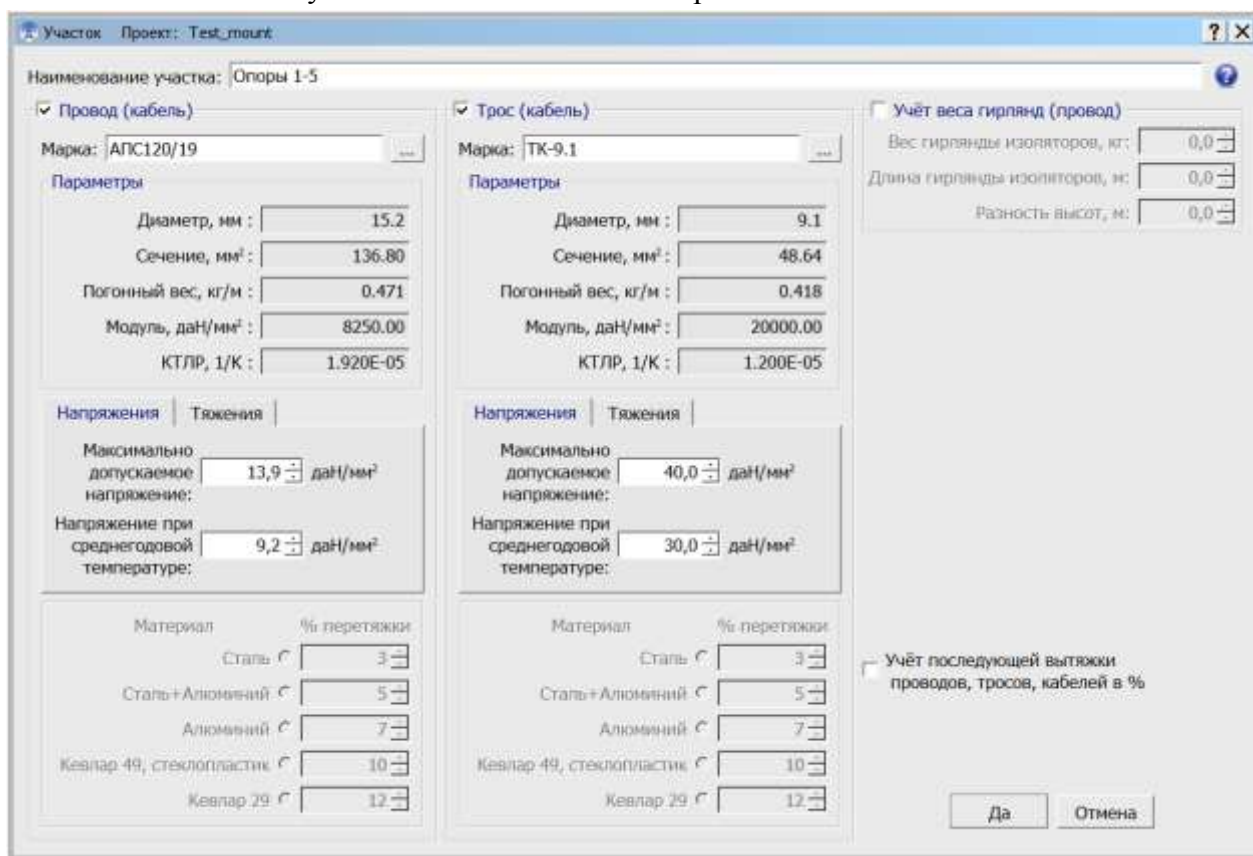 Участок Проект: Test_mount
Наименование участка: Опоры 1-5
Провод (кабель)
Марка: АПС120/19 ...
Параметры
Диаметр, мм : 15.2
Сечение, мм² : 136.80
Погонный вес, кг/м : 0.471
Модуль, даН/мм² : 8250.00
КТЛР, 1/К : 1.920E-05
Напряжения Тяжения
Максимально
допускаемое 13,9 даН/мм²
напряжение:
Напряжение при
среднегодовой 9,2 даН/мм²
температуре:
Материал % перетяжки
Сталь 3
Сталь+Алюминий 5
Алюминий 7
Кевлар 49, стеклопластик 10
Кевлар 29 12
Трос (кабель)
Марка: ТК-9.1 ...
Параметры
Диаметр, мм : 9.1
Сечение, мм² : 48.64
Погонный вес, кг/м : 0.418
Модуль, даН/мм² : 20000.00
КТЛР, 1/К : 1.200E-05
Напряжения Тяжения
Максимально
допускаемое 40,0 даН/мм²
напряжение:
Напряжение при
среднегодовой 30,0 даН/мм²
температуре:
Материал % перетяжки
Сталь 3
Сталь+Алюминий 5
Алюминий 7
Кевлар 49, стеклопластик 10
Кевлар 29 12
Учёт веса гирлянд (провод)
Вес гирлянды изоляторов, кг: 0,0
Длина гирлянды изоляторов, м: 0,0
Разность высот, м: 0,0
Учёт последующей вытяжки
проводов, тросов, кабелей в %
Да Отмена